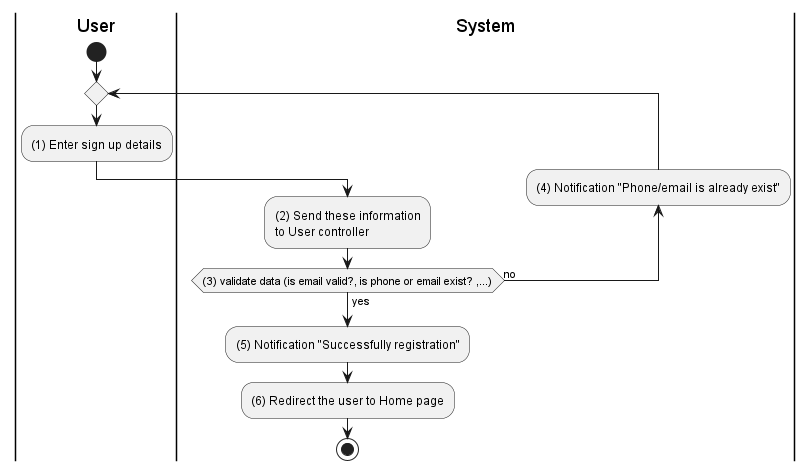 User
System
(1) Enter sign up details
(4) Notification "Phone/email is already exist"
(2) Send these information
to User controller
(3) validate data (is email valid?, is phone or email exist? ,...)
no
yes
(5) Notification "Successfully registration"
(6) Redirect the user to Home page